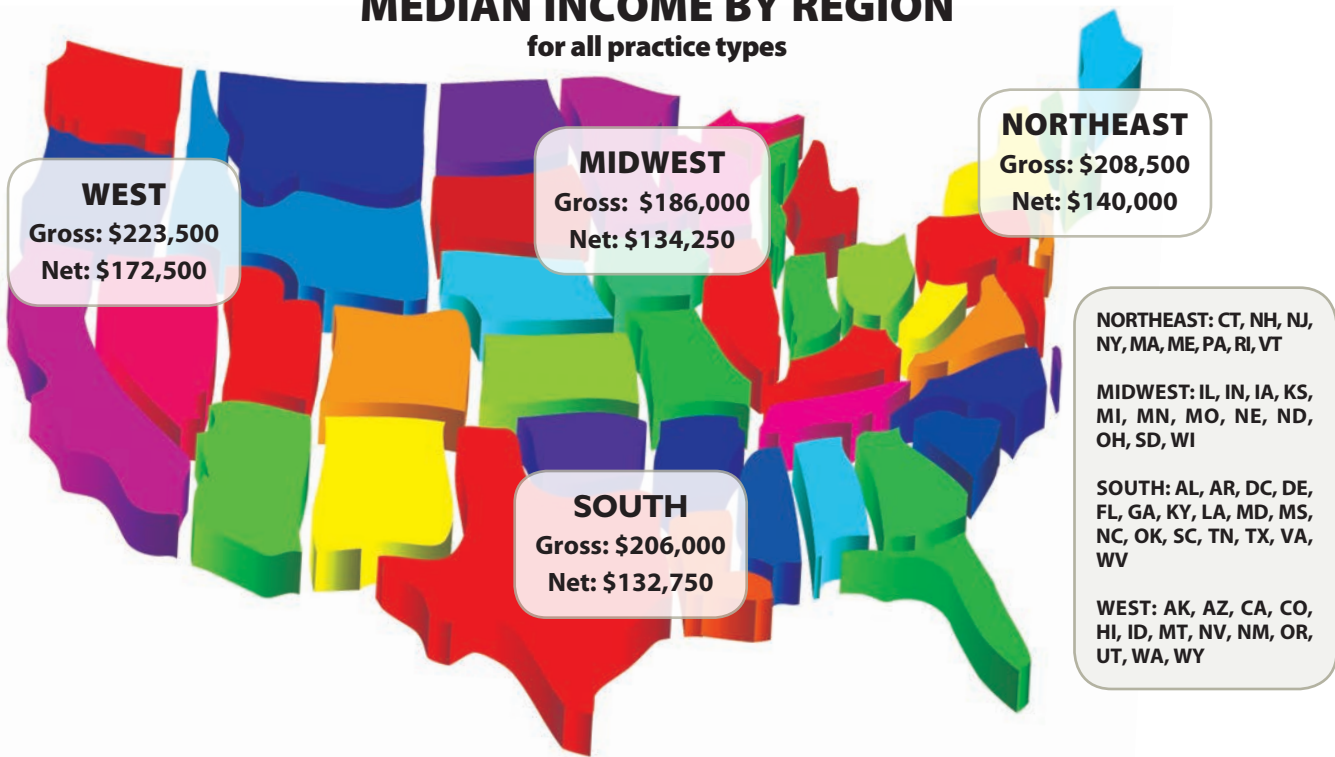 MEDIAN INCOME BY REGION
for all practice types
WEST
Gross: $223,500
Net: $172,500
MIDWEST
Gross: $186,000
Net: $134,250
NORTHEAST
Gross: $208,500
Net: $140,000
SOUTH
Gross: $206,000
Net: $132,750
NORTHEAST: CT, NH, NJ,
NY, MA, ME, PA, RI, VT
MIDWEST: IL, IN, IA, KS,
MI, MN, MO, NE, ND,
OH, SD, WI
SOUTH: AL, AR, DC, DE,
FL, GA, KY, LA, MD, MS,
NC, OK, SC, TN, TX, VA,
WV
WEST: AK, AZ, CA, CO,
HI, ID, MT, NV, NM, OR,
UT, WA, WY